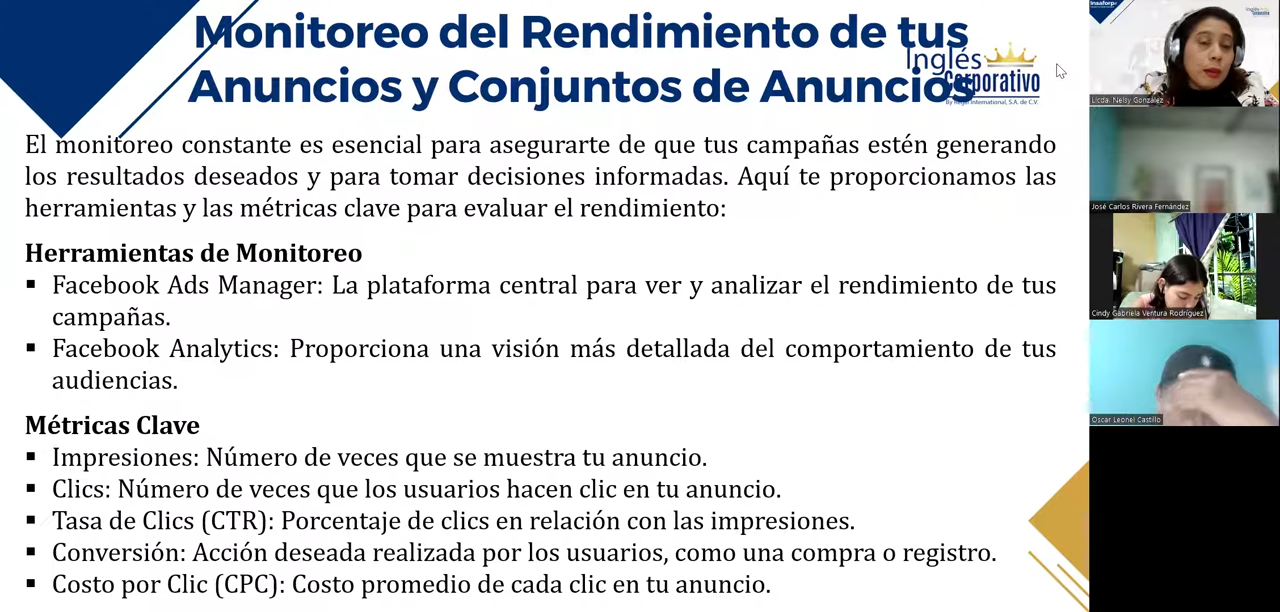 Monitoreo del Rendimiento de tus
Anuncios y Conjuntos de Anuncios
Inglés
Corporativo
El monitoreo constante es esencial para asegurarte de que tus campañas estén generando
los resultados deseados y para tomar decisiones informadas. Aquí te proporcionamos las
herramientas y las métricas clave para evaluar el rendimiento:
Herramientas de Monitoreo
▪ Facebook Ads Manager: La plataforma central para ver y analizar el rendimiento de tus
campañas.
▪ Facebook Analytics: Proporciona una visión más detallada del comportamiento de tus
audiencias.
Métricas Clave
▪ Impresiones: Número de veces que se muestra tu anuncio.
▪ Clics: Número de veces que los usuarios hacen clic en tu anuncio.
▪ Tasa de Clics (CTR): Porcentaje de clics en relación con las impresiones.
▪ Conversión: Acción deseada realizada por los usuarios, como una compra o registro.
▪ Costo por Clic (CPC): Costo promedio de cada clic en tu anuncio.
Insaforp
Licda. Nelsy González
José Carlos Rivera Fernández
Cindy Gabriela Ventura Rodríguez
Oscar Leonel Castillo